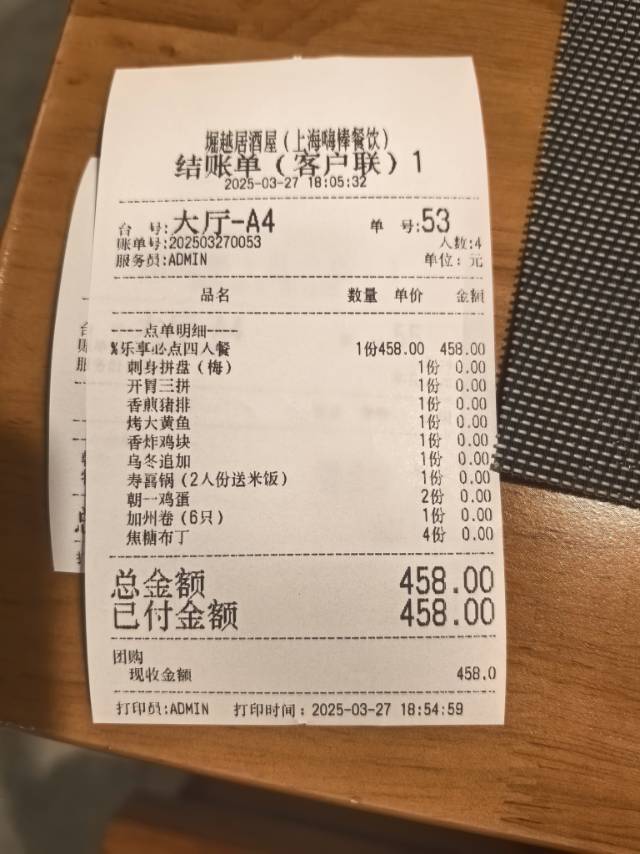 堀越居酒屋(上海嗨棒餐饮)
结账单(客户联)1
2025-03-27 18:05:32
台 号:大厅-A4 单 号:53
账单号:202503270053 人数:4
服务员:ADMIN 单位: 元
品名 数量 单价 金额
----点单明细----
%乐享必点四人餐 1份458.00 458.00
刺身拼盘(梅) 1份 0.00
开胃三拼 1份 0.00
香煎猪排 1份 0.00
烤大黄鱼 1份 0.00
香炸鸡块 1份 0.00
乌冬追加 1份 0.00
寿喜锅(2人份送米饭) 1份 0.00
朝一鸡蛋 2份 0.00
加州卷(6只) 1份 0.00
焦糖布丁 4份 0.00
总金额 458.00
已付金额 458.00
团购
现收金额 458.0
打印员:ADMIN 打印时间: 2025-03-27 18:54:59